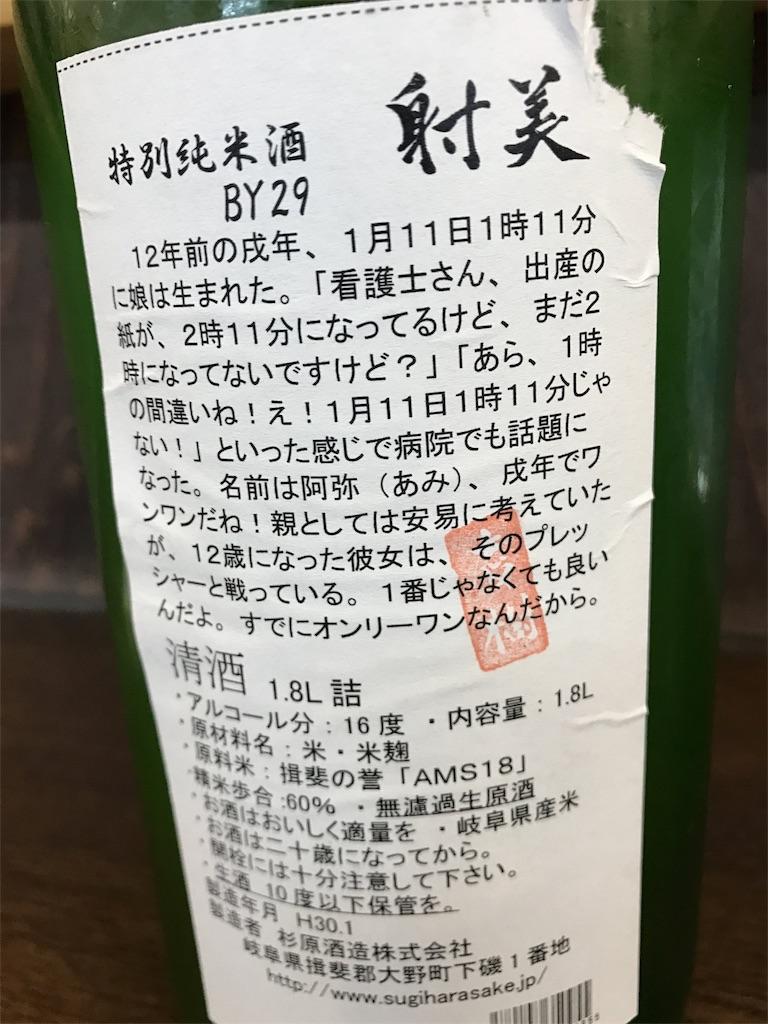 射美
特別純米酒
BY29
12年前の戌年、1月11日1時11分
に娘は生まれた。「看護士さん、出産の
紙が、2時11分になってるけど、まだ2
時になってないですけど?」「あら、1時
の間違いね!え!1月11日1時11分じゃ
ない!」といった感じで病院でも話題に
なった。名前は阿弥(あみ)、戌年でワ
ンワンだね!親としては安易に考えていた
が、12歳になった彼女は、そのプレッ
シャーと戦っている。1番じゃなくても良い
んだよ。すでにオンリーワンなんだから。
樹
清酒 1.8L 詰
・アルコール分:16度 ・内容量:1.8L
・原材料名:米・米麹
・原料米:揖斐の誉「AMS18」
・精米歩合:60% ・無濾過生原酒
・お酒はおいしく適量を ・岐阜県産米
・お酒は二十歳になってから。
・開栓には十分注意して下さい。
・生酒 10度以下保管を。
製造年月 H30.1
製造者 杉原酒造株式会社
岐阜県揖斐郡大野町下磯1番地
http://www.sugiharasake.jp/